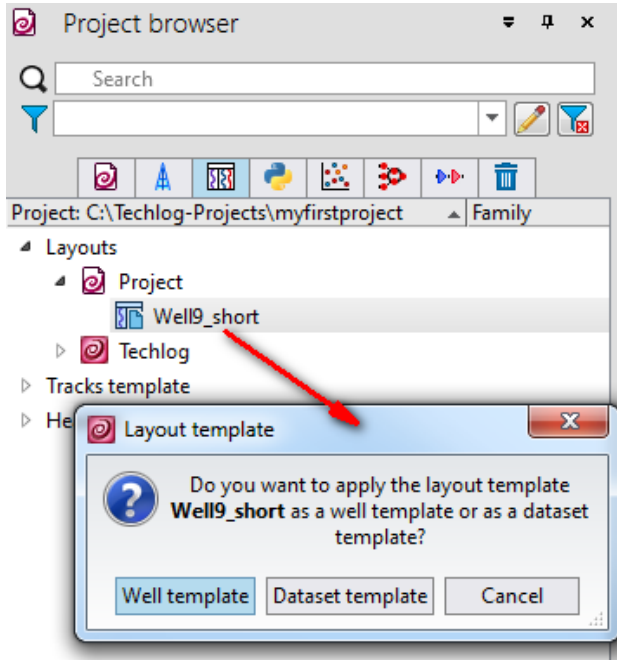 Project browser
Search
Project: C:\Techlog-Projects\myfirstproject Family
Layouts
Project
Well9_short
Techlog
Tracks template
He
Layout template
Do you want to apply the layout template
Well9_short as a well template or as a dataset
template?
Well template Dataset template Cancel